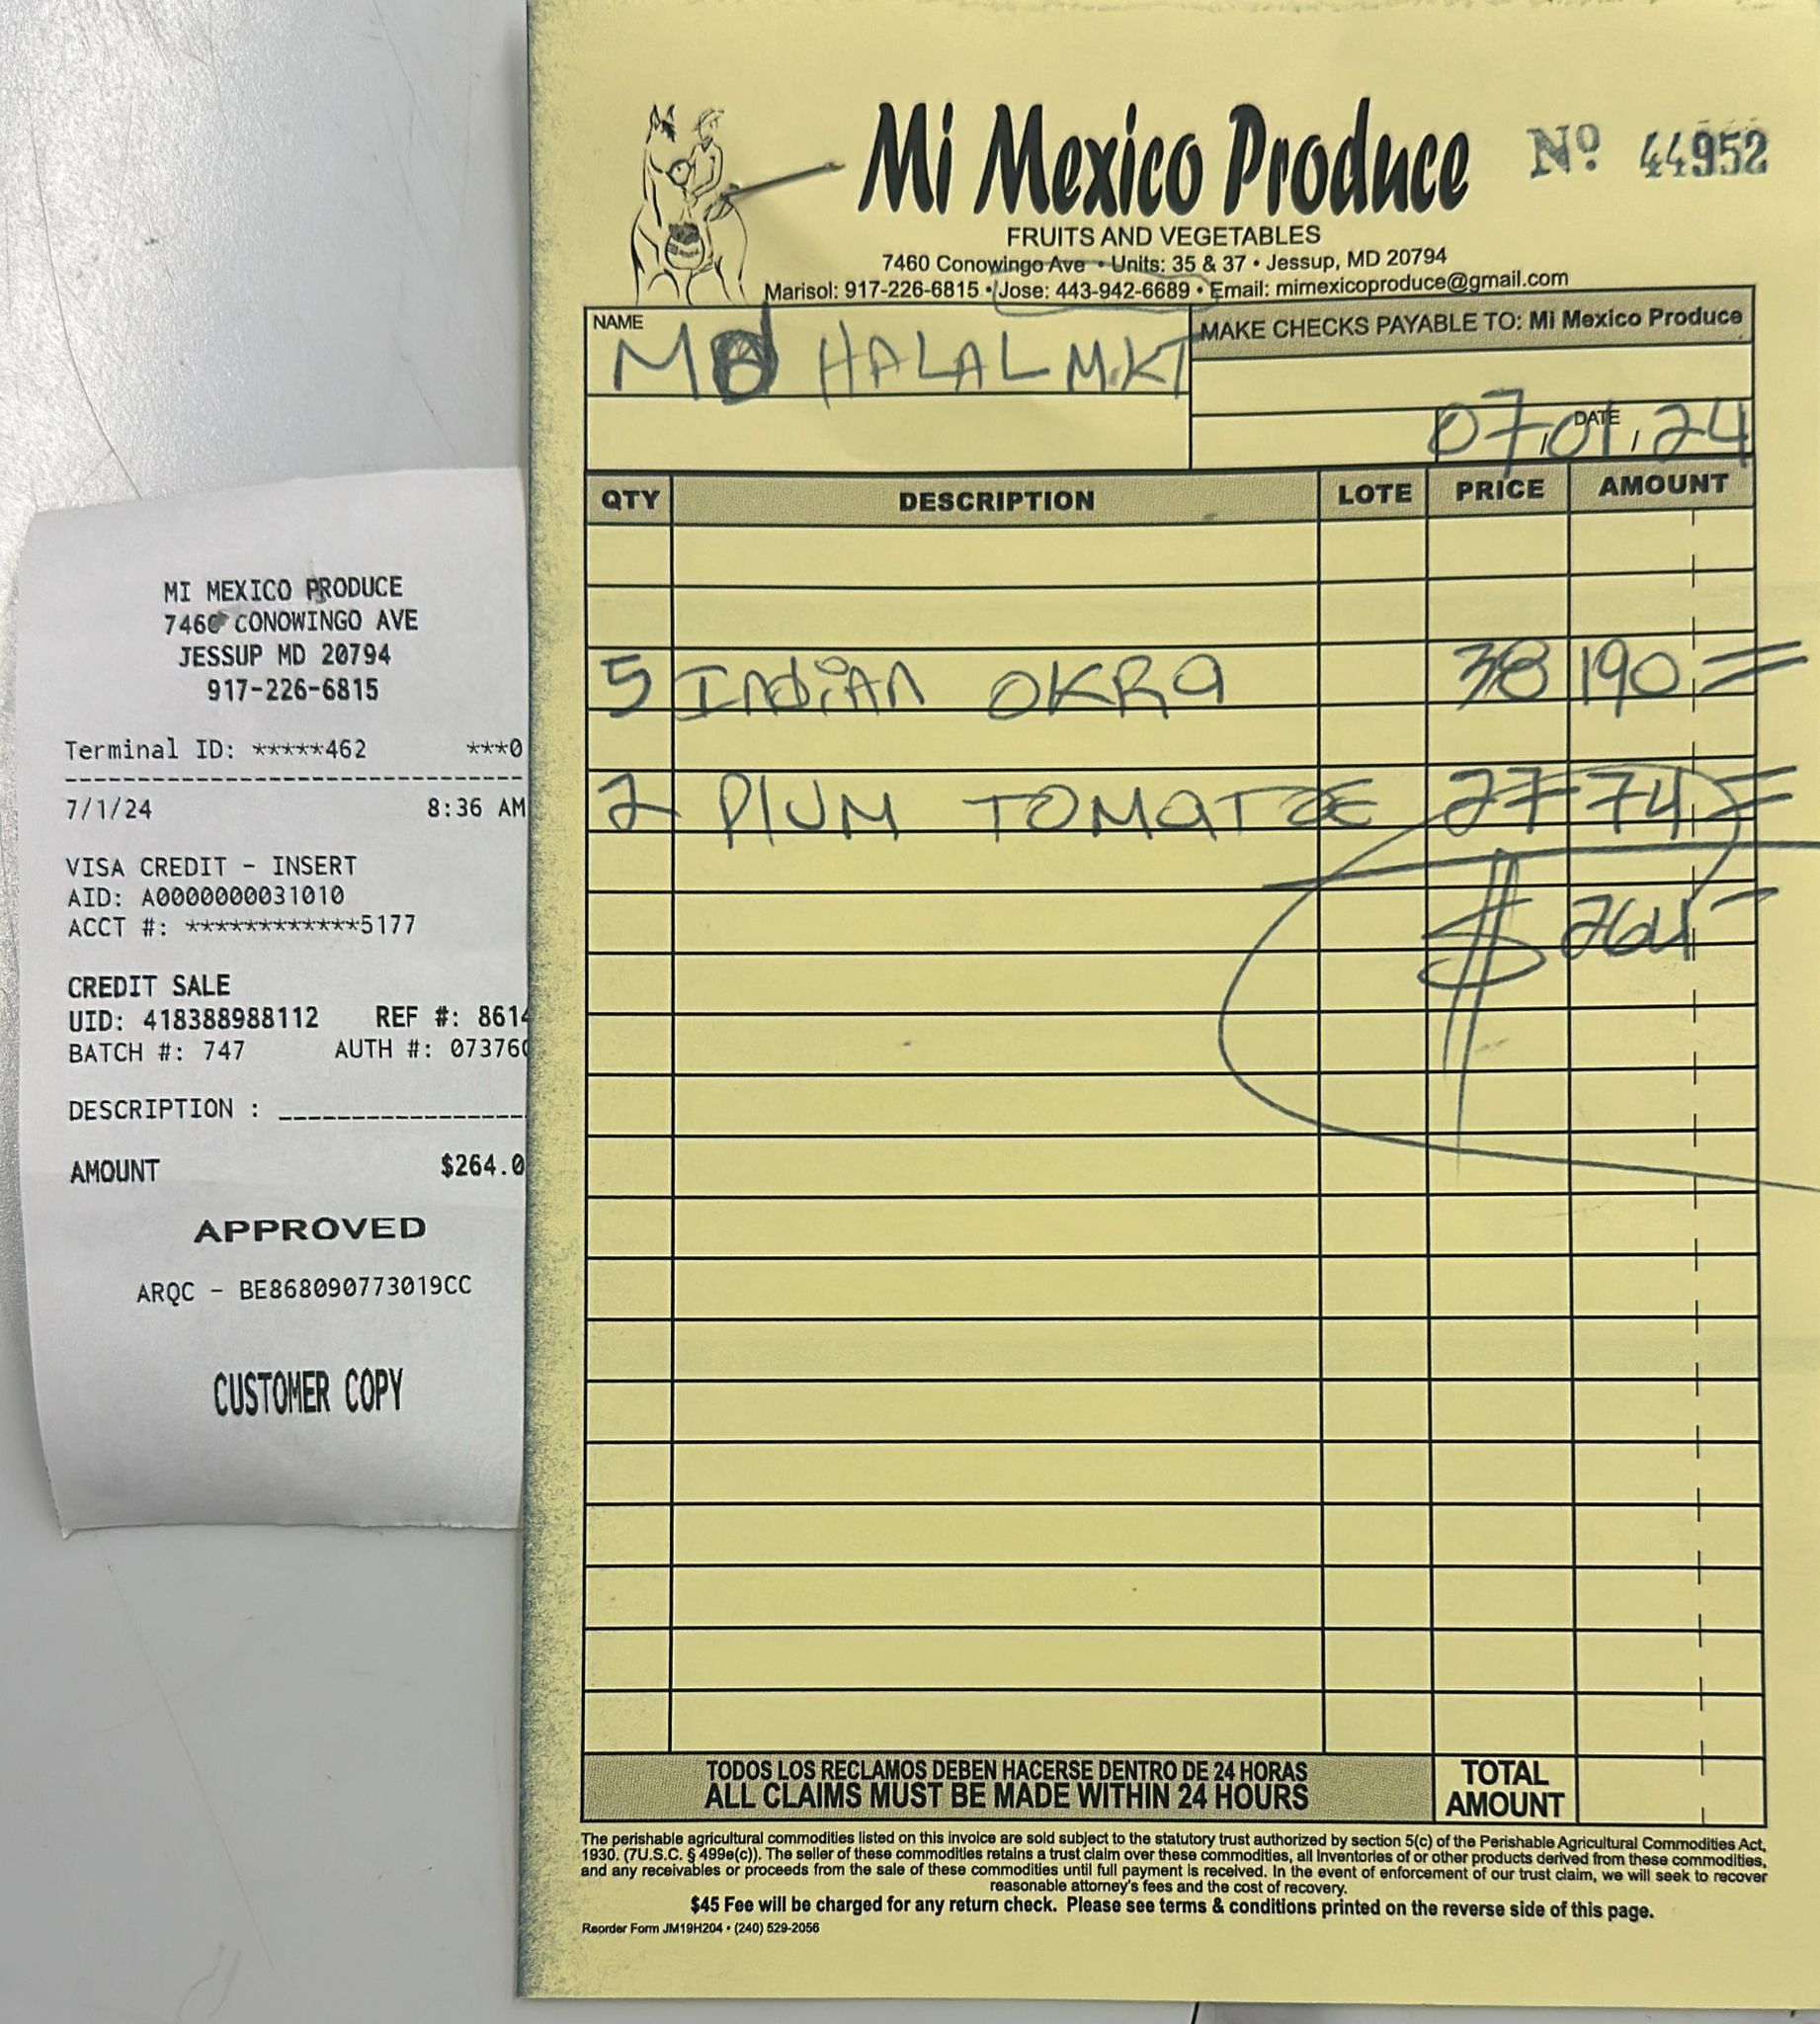 MI MEXICO PRODUCE
7460 CONOWINGO AVE
JESSUP MD 20794
917-226-6815
Terminal ID: *****462 ***0
7/1/24 8:36 AM
VISA CREDIT - INSERT
AID: A0000000031010
ACCT #: ************5177
CREDIT SALE
UID: 418388988112 REF #: 8614
BATCH #: 747 AUTH #: 073760
DESCRIPTION :
AMOUNT $264.0
APPROVED
ARQC - BE868090773019CC
CUSTOMER COPY
Mi Mexico Produce Nº 44952
FRUITS AND VEGETABLES
7460 Conowingo Ave • Units: 35 & 37 • Jessup, MD 20794
Marisol: 917-226-6815 • Jose: 443-942-6689 • Email: mimexicoproduce@gmail.com
NAME
MD HALAL M.KT
MAKE CHECKS PAYABLE TO: Mi Mexico Produce
DATE
07/01/24
QTY DESCRIPTION LOTE PRICE AMOUNT
5 INDIAN OKRA 38 190
2 PLUM TOMATOE 27 74
$ 264
TODOS LOS RECLAMOS DEBEN HACERSE DENTRO DE 24 HORAS
ALL CLAIMS MUST BE MADE WITHIN 24 HOURS
TOTAL
AMOUNT
The perishable agricultural commodities listed on this invoice are sold subject to the statutory trust authorized by section 5(c) of the Perishable Agricultural Commodities Act,
1930. (7U.S.C. § 499e(c)). The seller of these commodities retains a trust claim over these commodities, all Inventories of or other products derived from these commodities,
and any receivables or proceeds from the sale of these commodities until full payment is received. In the event of enforcement of our trust claim, we will seek to recover
reasonable attorney's fees and the cost of recovery.
$45 Fee will be charged for any return check. Please see terms & conditions printed on the reverse side of this page.
Reorder Form JM19H204 • (240) 529-2056